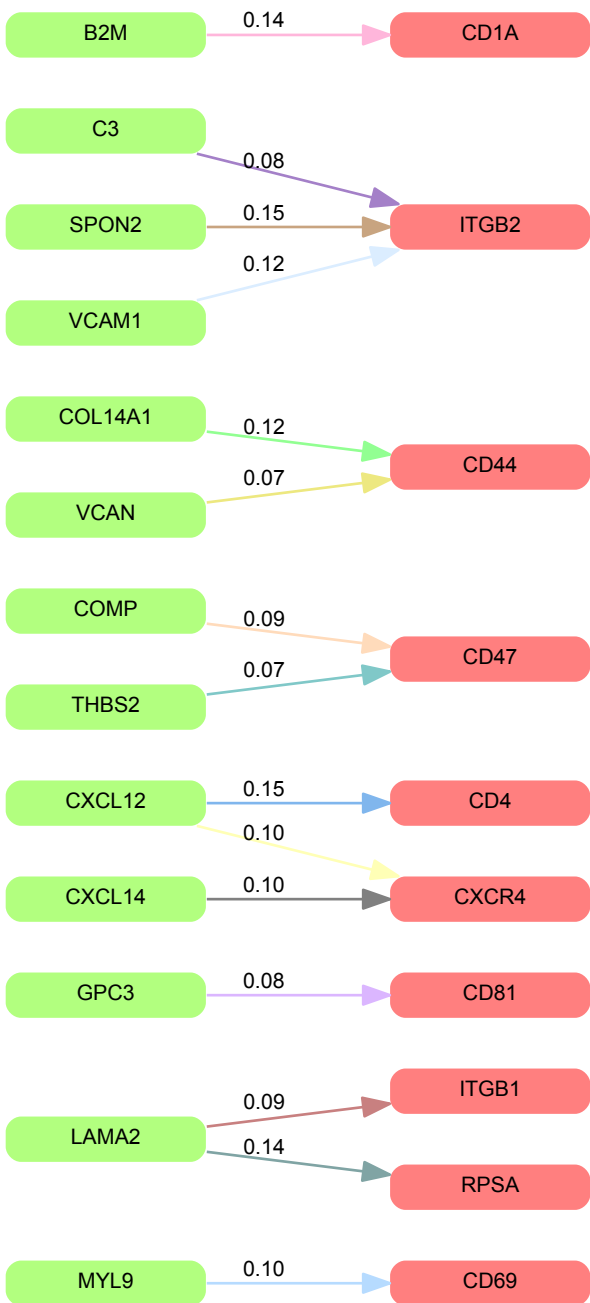 B2M 0.14 CD1A
C3
0.08
SPON2 0.15 ITGB2
0.12
VCAM1
COL14A1
0.12
CD44
0.07
VCAN
COMP
0.09
CD47
0.07
THBS2
CXCL12 0.15 CD4
0.10
CXCL14 0.10 CXCR4
GPC3 0.08 CD81
ITGB1
0.09
LAMA2
0.14
RPSA
MYL9 0.10 CD69